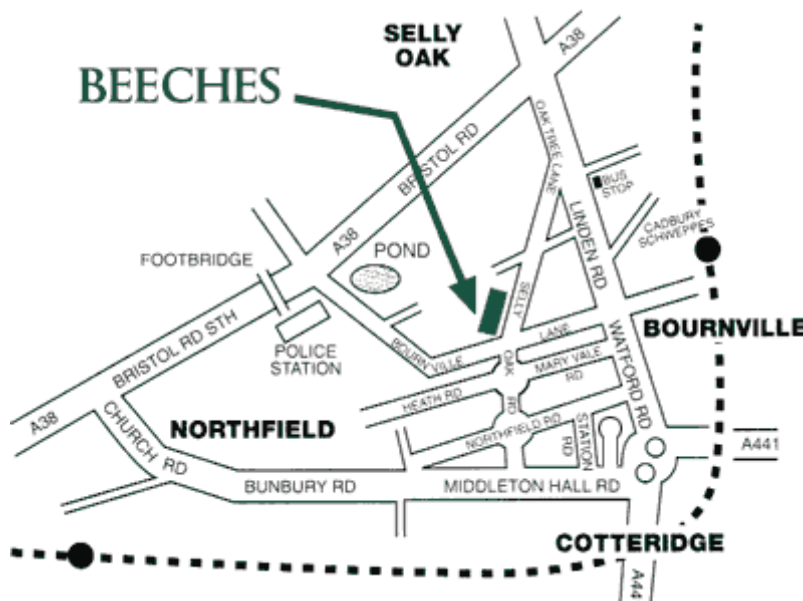 SELLY
OAK
A38
BEECHES
BRISTOL RD
OAK TREE LANE
BUS
STOP
LINDEN RD
CADBURY
SCHWEPPES
A38
POND
FOOTBRIDGE
SELLY
BOURNVILLE
LANE
WATFORD RD
BRISTOL RD STH
POLICE
STATION
BOURNVILLE
OAK
MARY VALE
RD
HEATH RD
RD
A38
CHURCH RD
NORTHFIELD
NORTHFIELD RD
STATION
RD
A441
BUNBURY RD
MIDDLETON HALL RD
COTTERIDGE
A441